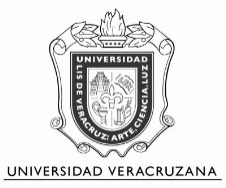 UNIVERSIDAD
LIS DE VERACRUZ: ARTE, CIENCIA, LUZ
UNIVERSIDAD VERACRUZANA